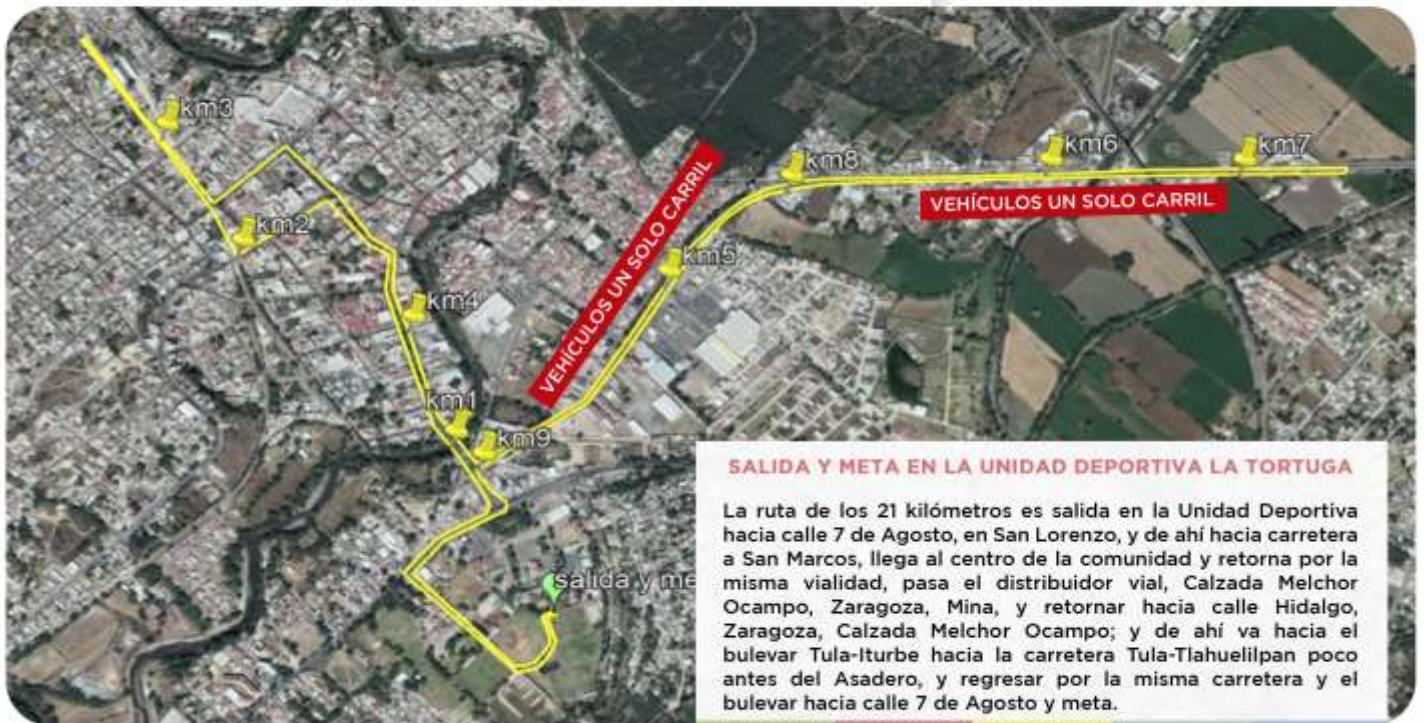 km3
km2
km4
km1
km9
km5
km8
km6
km7
VEHÍCULOS UN SOLO CARRIL
VEHÍCULOS UN SOLO CARRIL
salida y me
SALIDA Y META EN LA UNIDAD DEPORTIVA LA TORTUGA
La ruta de los 21 kilómetros es salida en la Unidad Deportiva
hacia calle 7 de Agosto, en San Lorenzo, y de ahí hacia carretera
a San Marcos, llega al centro de la comunidad y retorna por la
misma vialidad, pasa el distribuidor vial, Calzada Melchor
Ocampo, Zaragoza, Mina, y retornar hacia calle Hidalgo,
Zaragoza, Calzada Melchor Ocampo; y de ahí va hacia el
bulevar Tula-Iturbe hacia la carretera Tula-Tlahuelilpan poco
antes del Asadero, y regresar por la misma carretera y el
bulevar hacia calle 7 de Agosto y meta.